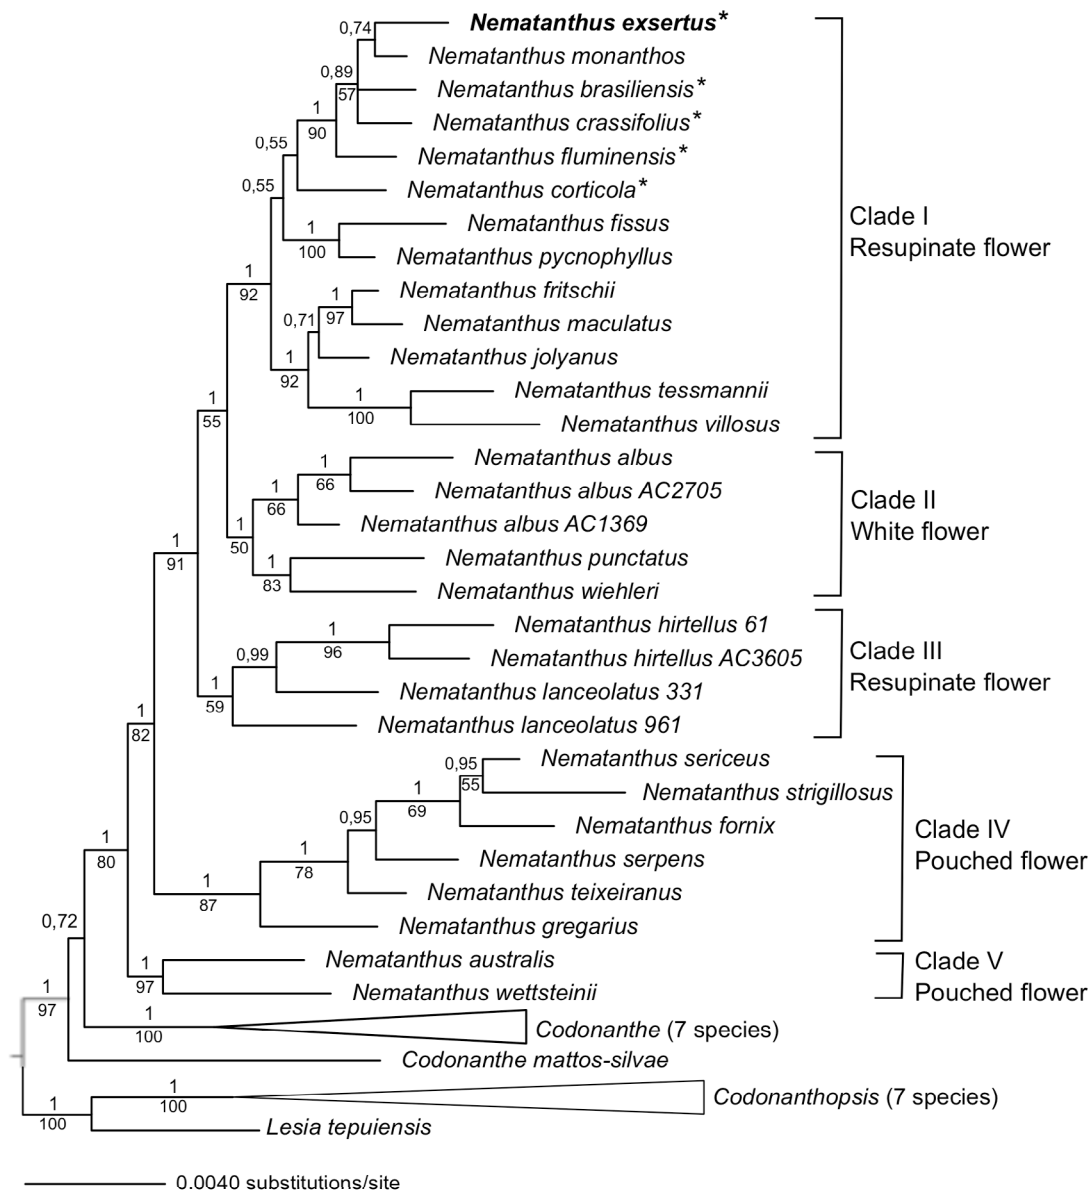 0,74
Nematanthus exsertus*
Nematanthus monanthos
0,89
57
Nematanthus brasiliensis*
1
90
Nematanthus crassifolius*
0,55
Nematanthus fluminensis*
0,55
Nematanthus corticola*
1
100
Nematanthus fissus
Clade I
Resupinate flower
Nematanthus pycnophyllus
1
92
1
97
Nematanthus fritschii
0,71
Nematanthus maculatus
1
92
Nematanthus jolyanus
1
100
Nematanthus tessmannii
1
55
Nematanthus villosus
1
66
Nematanthus albus
1
66
Nematanthus albus AC2705
Clade II
White flower
Nematanthus albus AC1369
1
50
1
83
Nematanthus punctatus
1
91
Nematanthus wiehleri
1
96
Nematanthus hirtellus 61
0,99
Nematanthus hirtellus AC3605
Clade III
Resupinate flower
1
59
Nematanthus lanceolatus 331
Nematanthus lanceolatus 961
1
82
0,95
55
Nematanthus sericeus
1
69
Nematanthus strigillosus
0,95
Nematanthus fornix
Clade IV
Pouched flower
1
78
Nematanthus serpens
1
80
1
87
Nematanthus teixeiranus
0,72
Nematanthus gregarius
1
97
Nematanthus australis
Clade V
Pouched flower
Nematanthus wettsteinii
1
97
1
100
Codonanthe (7 species)
Codonanthe mattos-silvae
1
100
Codonanthopsis (7 species)
1
100
Lesia tepuiensis
0.0040 substitutions/site